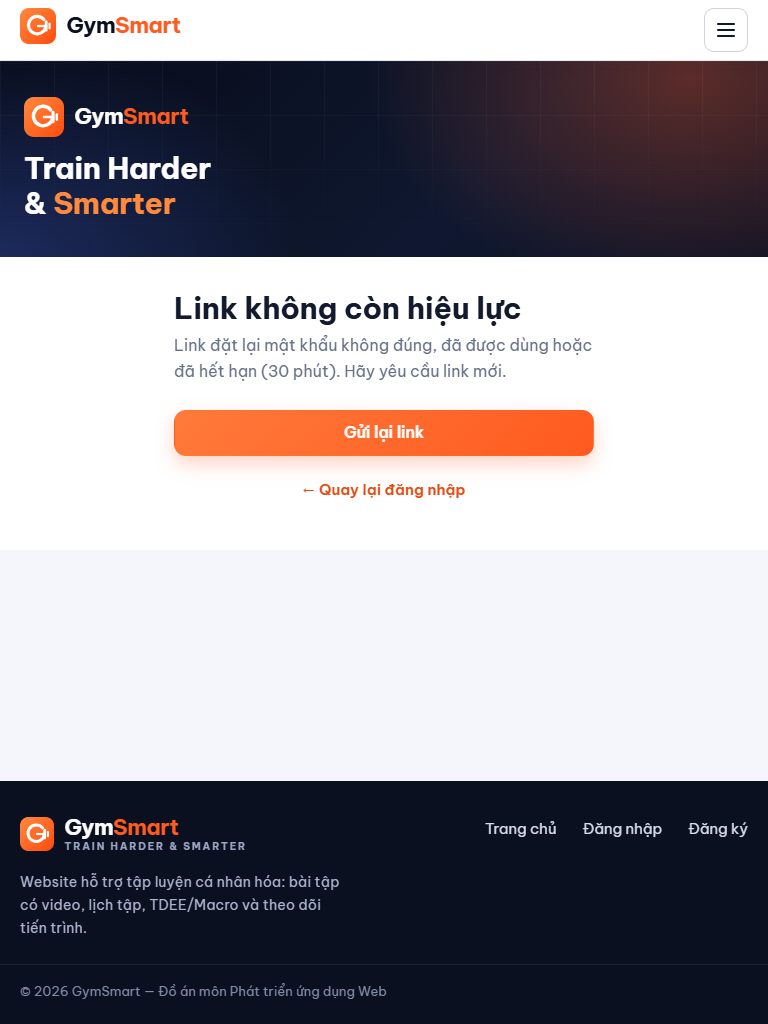 GymSmart
GymSmart
Train Harder
& Smarter
Link không còn hiệu lực
Link đặt lại mật khẩu không đúng, đã được dùng hoặc
đã hết hạn (30 phút). Hãy yêu cầu link mới.
Gửi lại link
← Quay lại đăng nhập
GymSmart
TRAIN HARDER & SMARTER
Trang chủ Đăng nhập Đăng ký
Website hỗ trợ tập luyện cá nhân hóa: bài tập
có video, lịch tập, TDEE/Macro và theo dõi
tiến trình.
© 2026 GymSmart — Đồ án môn Phát triển ứng dụng Web